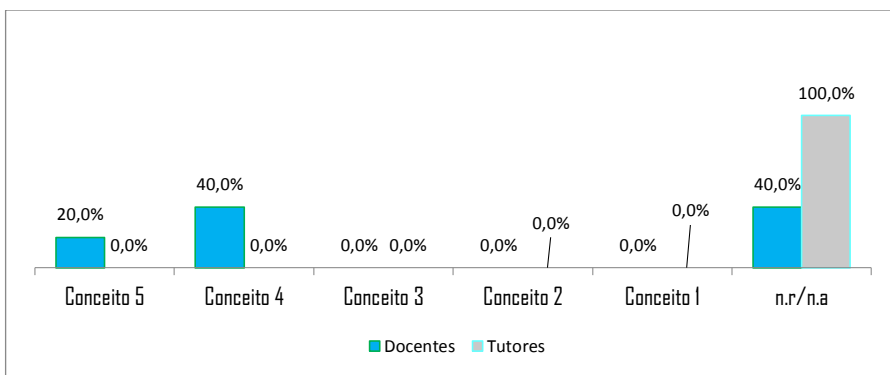 100,0%
40,0% 40,0%
20,0% 0,0% 0,0%
0,0% 0,0% 0,0% 0,0% 0,0% 0,0%
Conceito 5 Conceito 4 Conceito 3 Conceito 2 Conceito 1 n.r/n.a
Docentes Tutores